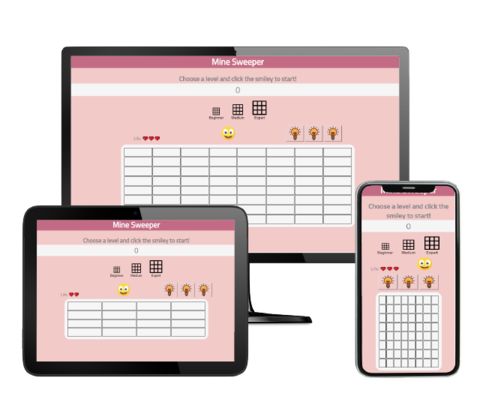 Mine Sweeper
Choose a level and click the smiley to start!
0
Beginner Medium Expert
Life:
Mine Sweeper
Choose a level and click the smiley to start!
0
Beginner Medium Expert
Life:
Mine Sweeper
Choose a level and click the
smiley to start!
0
Beginner Medium Expert
Life: